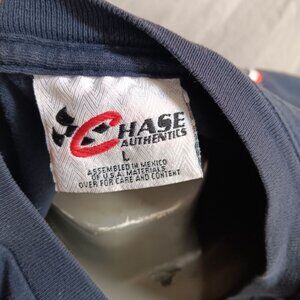 CHASE
AUTHENTICS
L
ASSEMBLED IN MEXICO
OF U.S.A. MATERIALS
OVER FOR CARE AND CONTENT